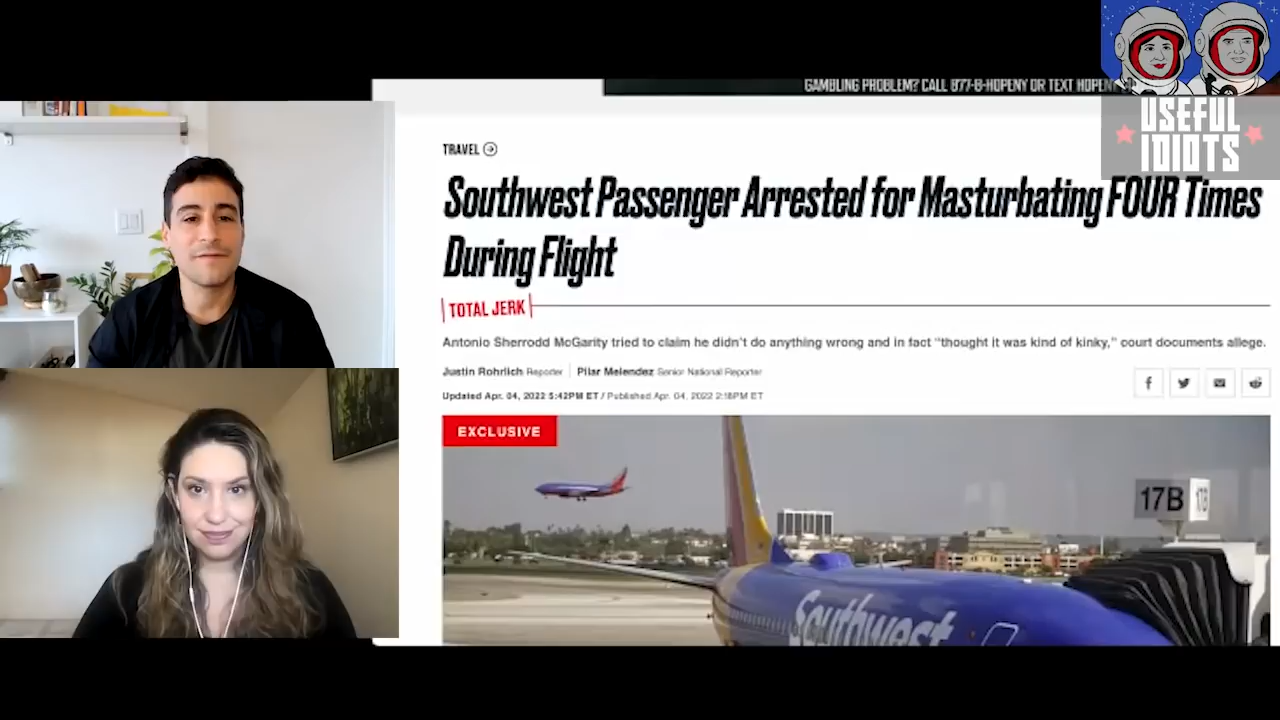 GAMBLING PROBLEM? CALL 877-8-HOPENY OR TEXT HOPENY
USEFUL
IDIOTS
TRAVEL
Southwest Passenger Arrested for Masturbating FOUR Times
During Flight
TOTAL JERK
Antonio Sherrodd McGarity tried to claim he didn't do anything wrong and in fact "thought it was kind of kinky," court documents allege.
Justin Rohrlich Reporter | Pilar Melendez Senior National Reporter
Updated Apr. 04, 2022 5:42PM ET / Published Apr. 04, 2022 2:18PM ET
EXCLUSIVE
17B
Southwest